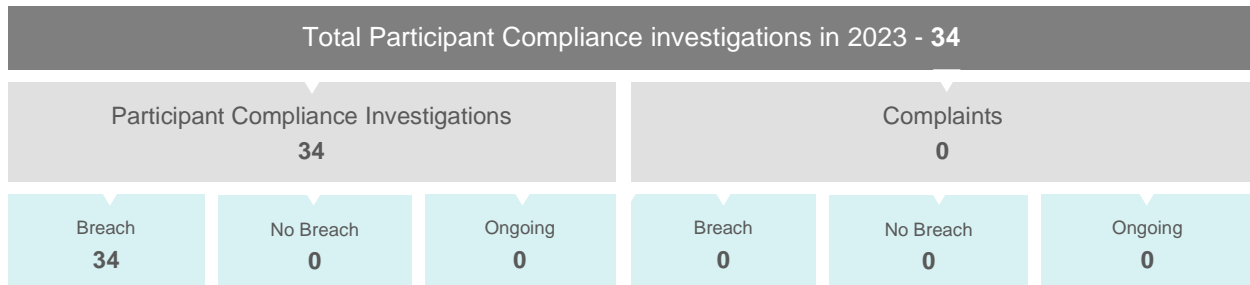 Total Participant Compliance investigations in 2023 - 34
Participant Compliance Investigations
34
Complaints
0
Breach
34
No Breach
0
Ongoing
0
Breach
0
No Breach
0
Ongoing
0